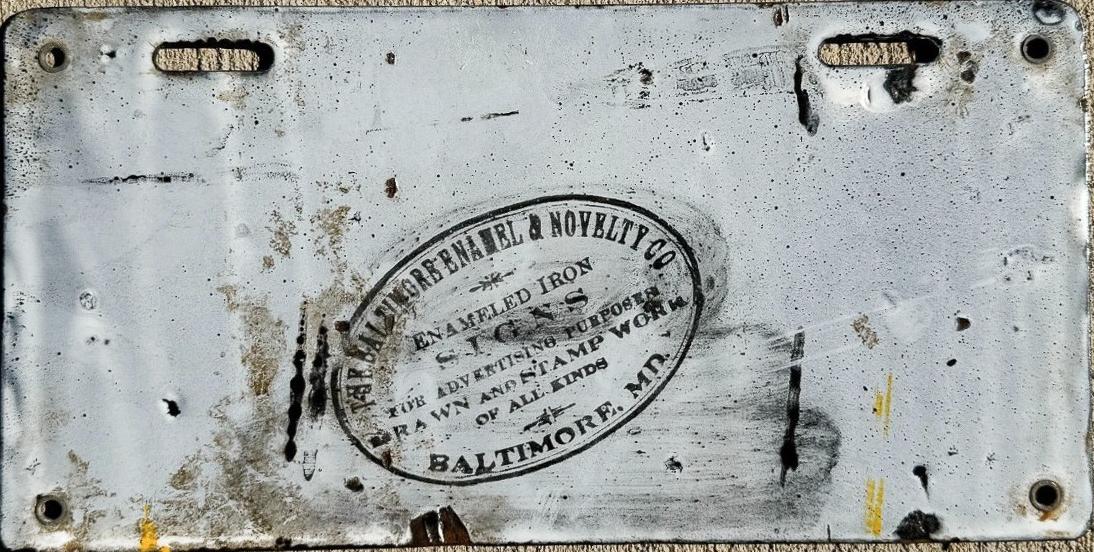 THE BALTIMORE ENAMEL & NOVELTY CO.
ENAMELED IRON
SIGNS
FOR ADVERTISING PURPOSES
DRAWN AND STAMP WORK
OF ALL KINDS
BALTIMORE, MD.